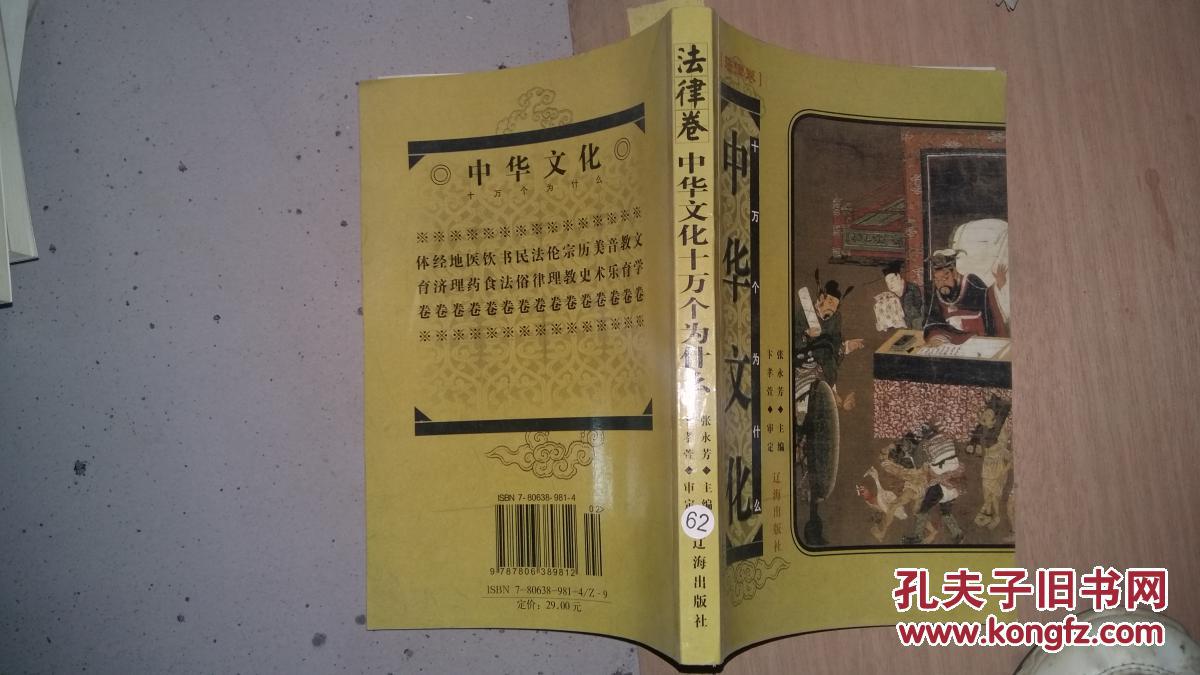 中华文化
十万个为什么
※※※※※※※※※※※※※※※
文学卷
教育卷
音乐卷
美术卷
历史卷
宗教卷
伦理卷
法律卷
民俗卷
书法卷
饮食卷
医药卷
地理卷
经济卷
体育卷
※※※※※※※※※※※※※※※
ISBN 7-80638-981-4
02>
9 787806 389812
ISBN 7-80638-981-4/Z·9
定价：29.00元
法律卷
中华文化十万个为什么
张永芳◆主编
孝萱◆审定
62
辽海出版社
中华文化
十万个为什么
张永芳◆主编
卞孝萱◆审定
辽海出版社
孔夫子旧书网
www.kongfz.com